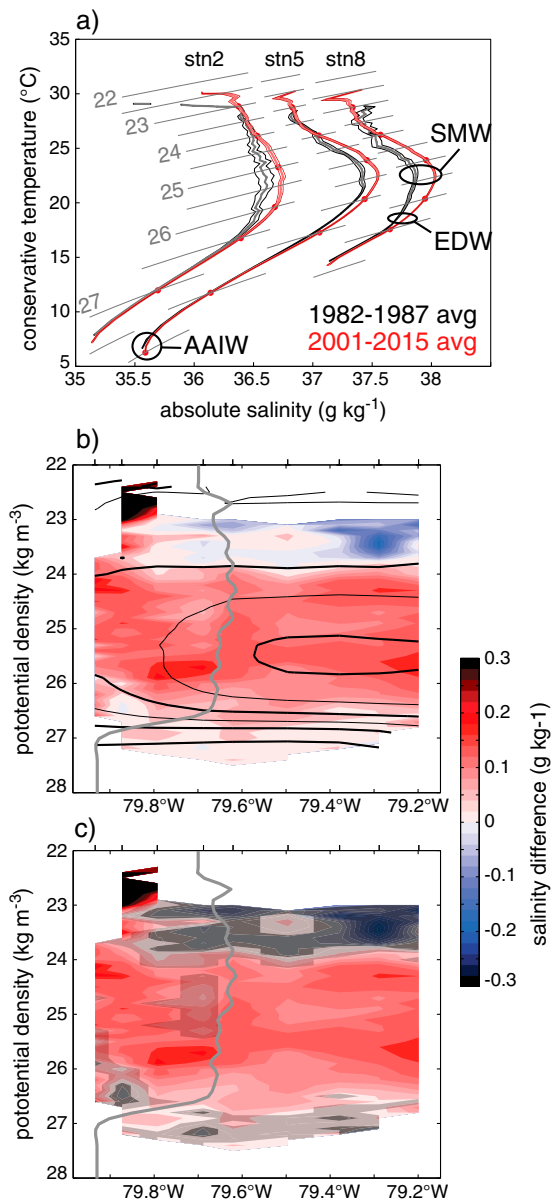 a)
stn2 stn5 stn8
35
30
25
20
15
10
5
conservative temperature (°C)
22
23
24
25
26
27
SMW
EDW
AAIW
1982-1987 avg
2001-2015 avg
35 35.5 36 36.5 37 37.5 38
absolute salinity (g kg-1)
b)
22
23
24
25
26
27
28
pototential density (kg m-3)
79.8°W 79.6°W 79.4°W 79.2°W
0.3
0.2
0.1
0
-0.1
-0.2
-0.3
salinity difference (g kg-1)
c)
22
23
24
25
26
27
28
pototential density (kg m-3)
79.8°W 79.6°W 79.4°W 79.2°W